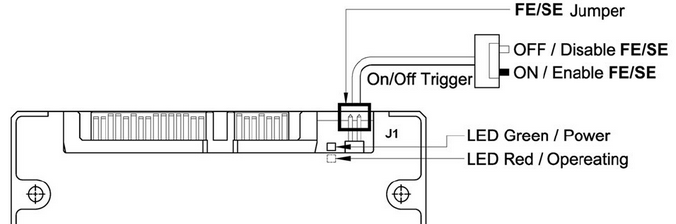 FE/SE Jumper
OFF / Disable FE/SE
On/Off Trigger
ON / Enable FE/SE
J1
LED Green / Power
LED Red / Opereating